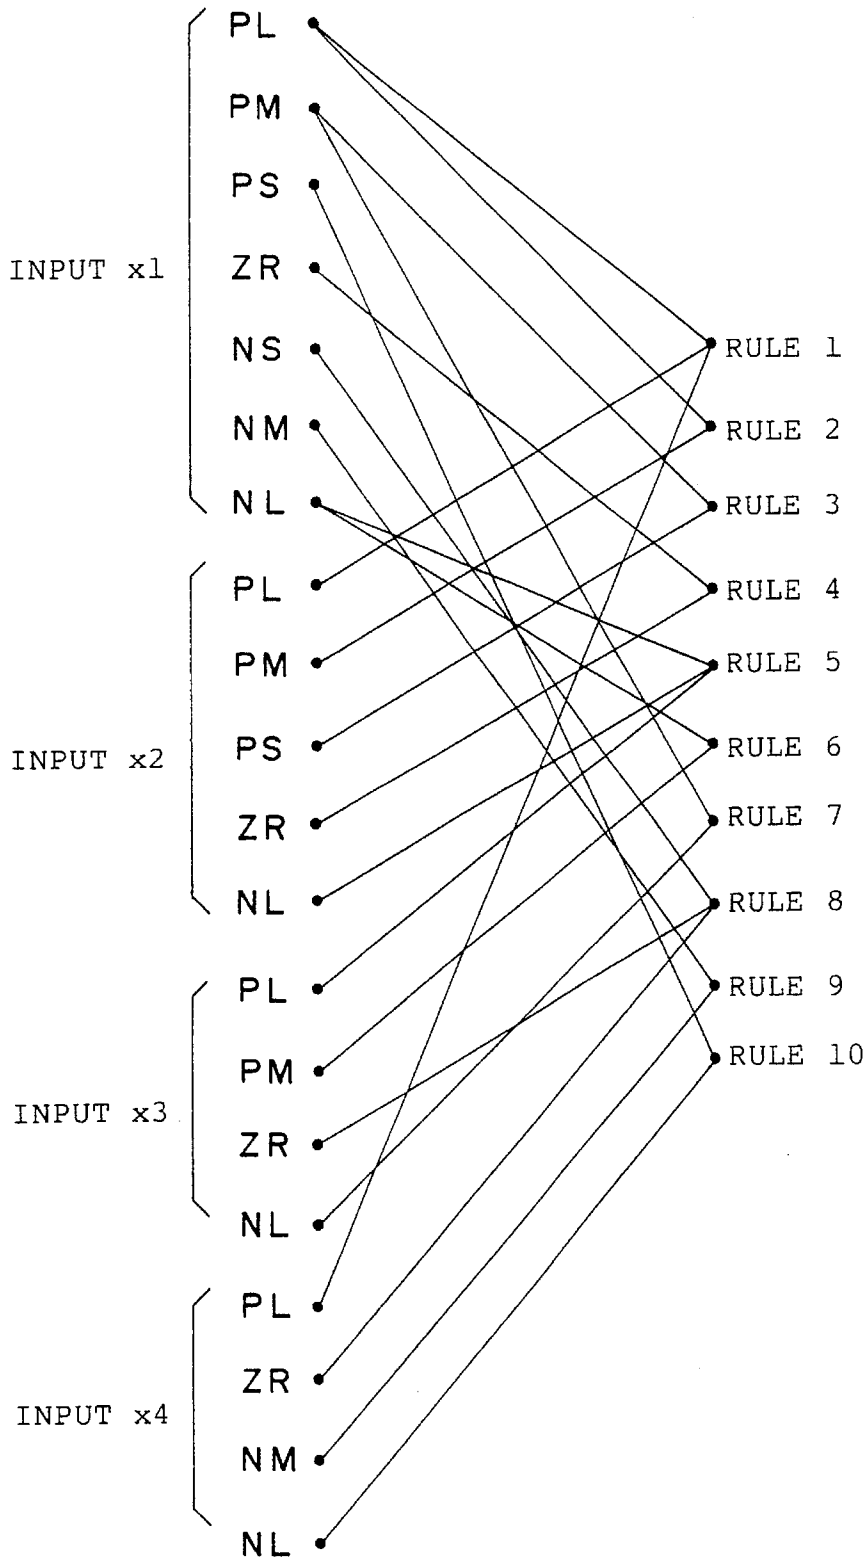 PL
PM
PS
ZR
INPUT x1
NS
NM
NL
PL
PM
PS
INPUT x2
ZR
NL
PL
PM
INPUT x3
ZR
NL
PL
ZR
INPUT x4
NM
NL
RULE 1
RULE 2
RULE 3
RULE 4
RULE 5
RULE 6
RULE 7
RULE 8
RULE 9
RULE 10